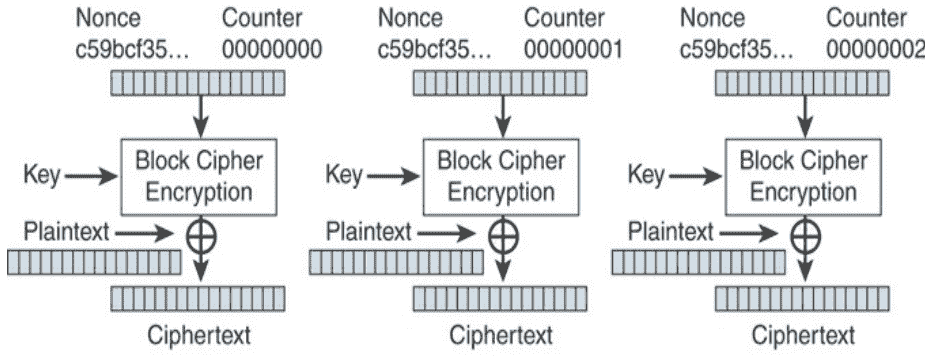 Nonce Counter Nonce Counter Nonce Counter
c59bcf35... 00000000 c59bcf35... 00000001 c59bcf35... 00000002
Block Cipher Block Cipher Block Cipher
Key Encryption Key Encryption Key Encryption
Plaintext Plaintext Plaintext
Ciphertext Ciphertext Ciphertext